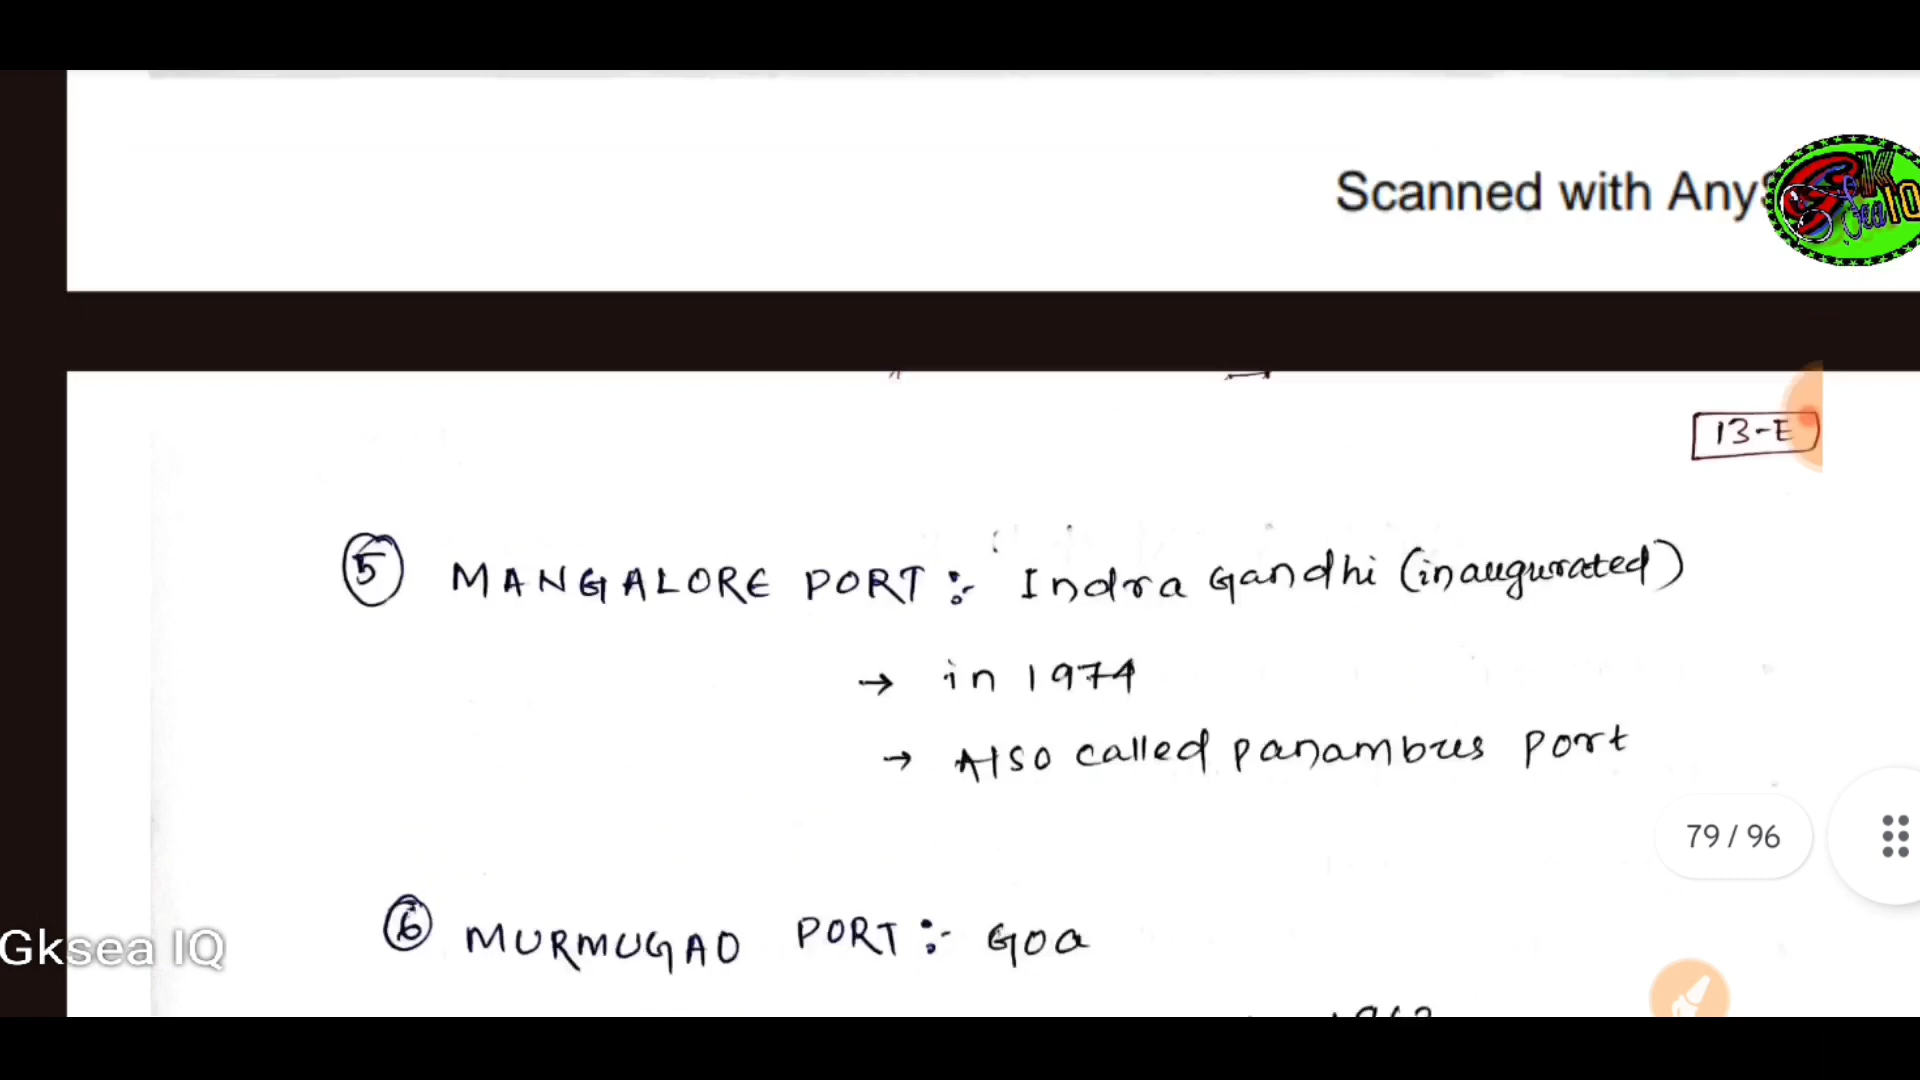 Scanned with Any
13-E
5 MANGALORE PORT :- Indra Gandhi (inaugurated)
→ in 1974
→ Also called panambres port
79 / 96
6 MURMUGAO PORT :- GOA
Gksea IQ